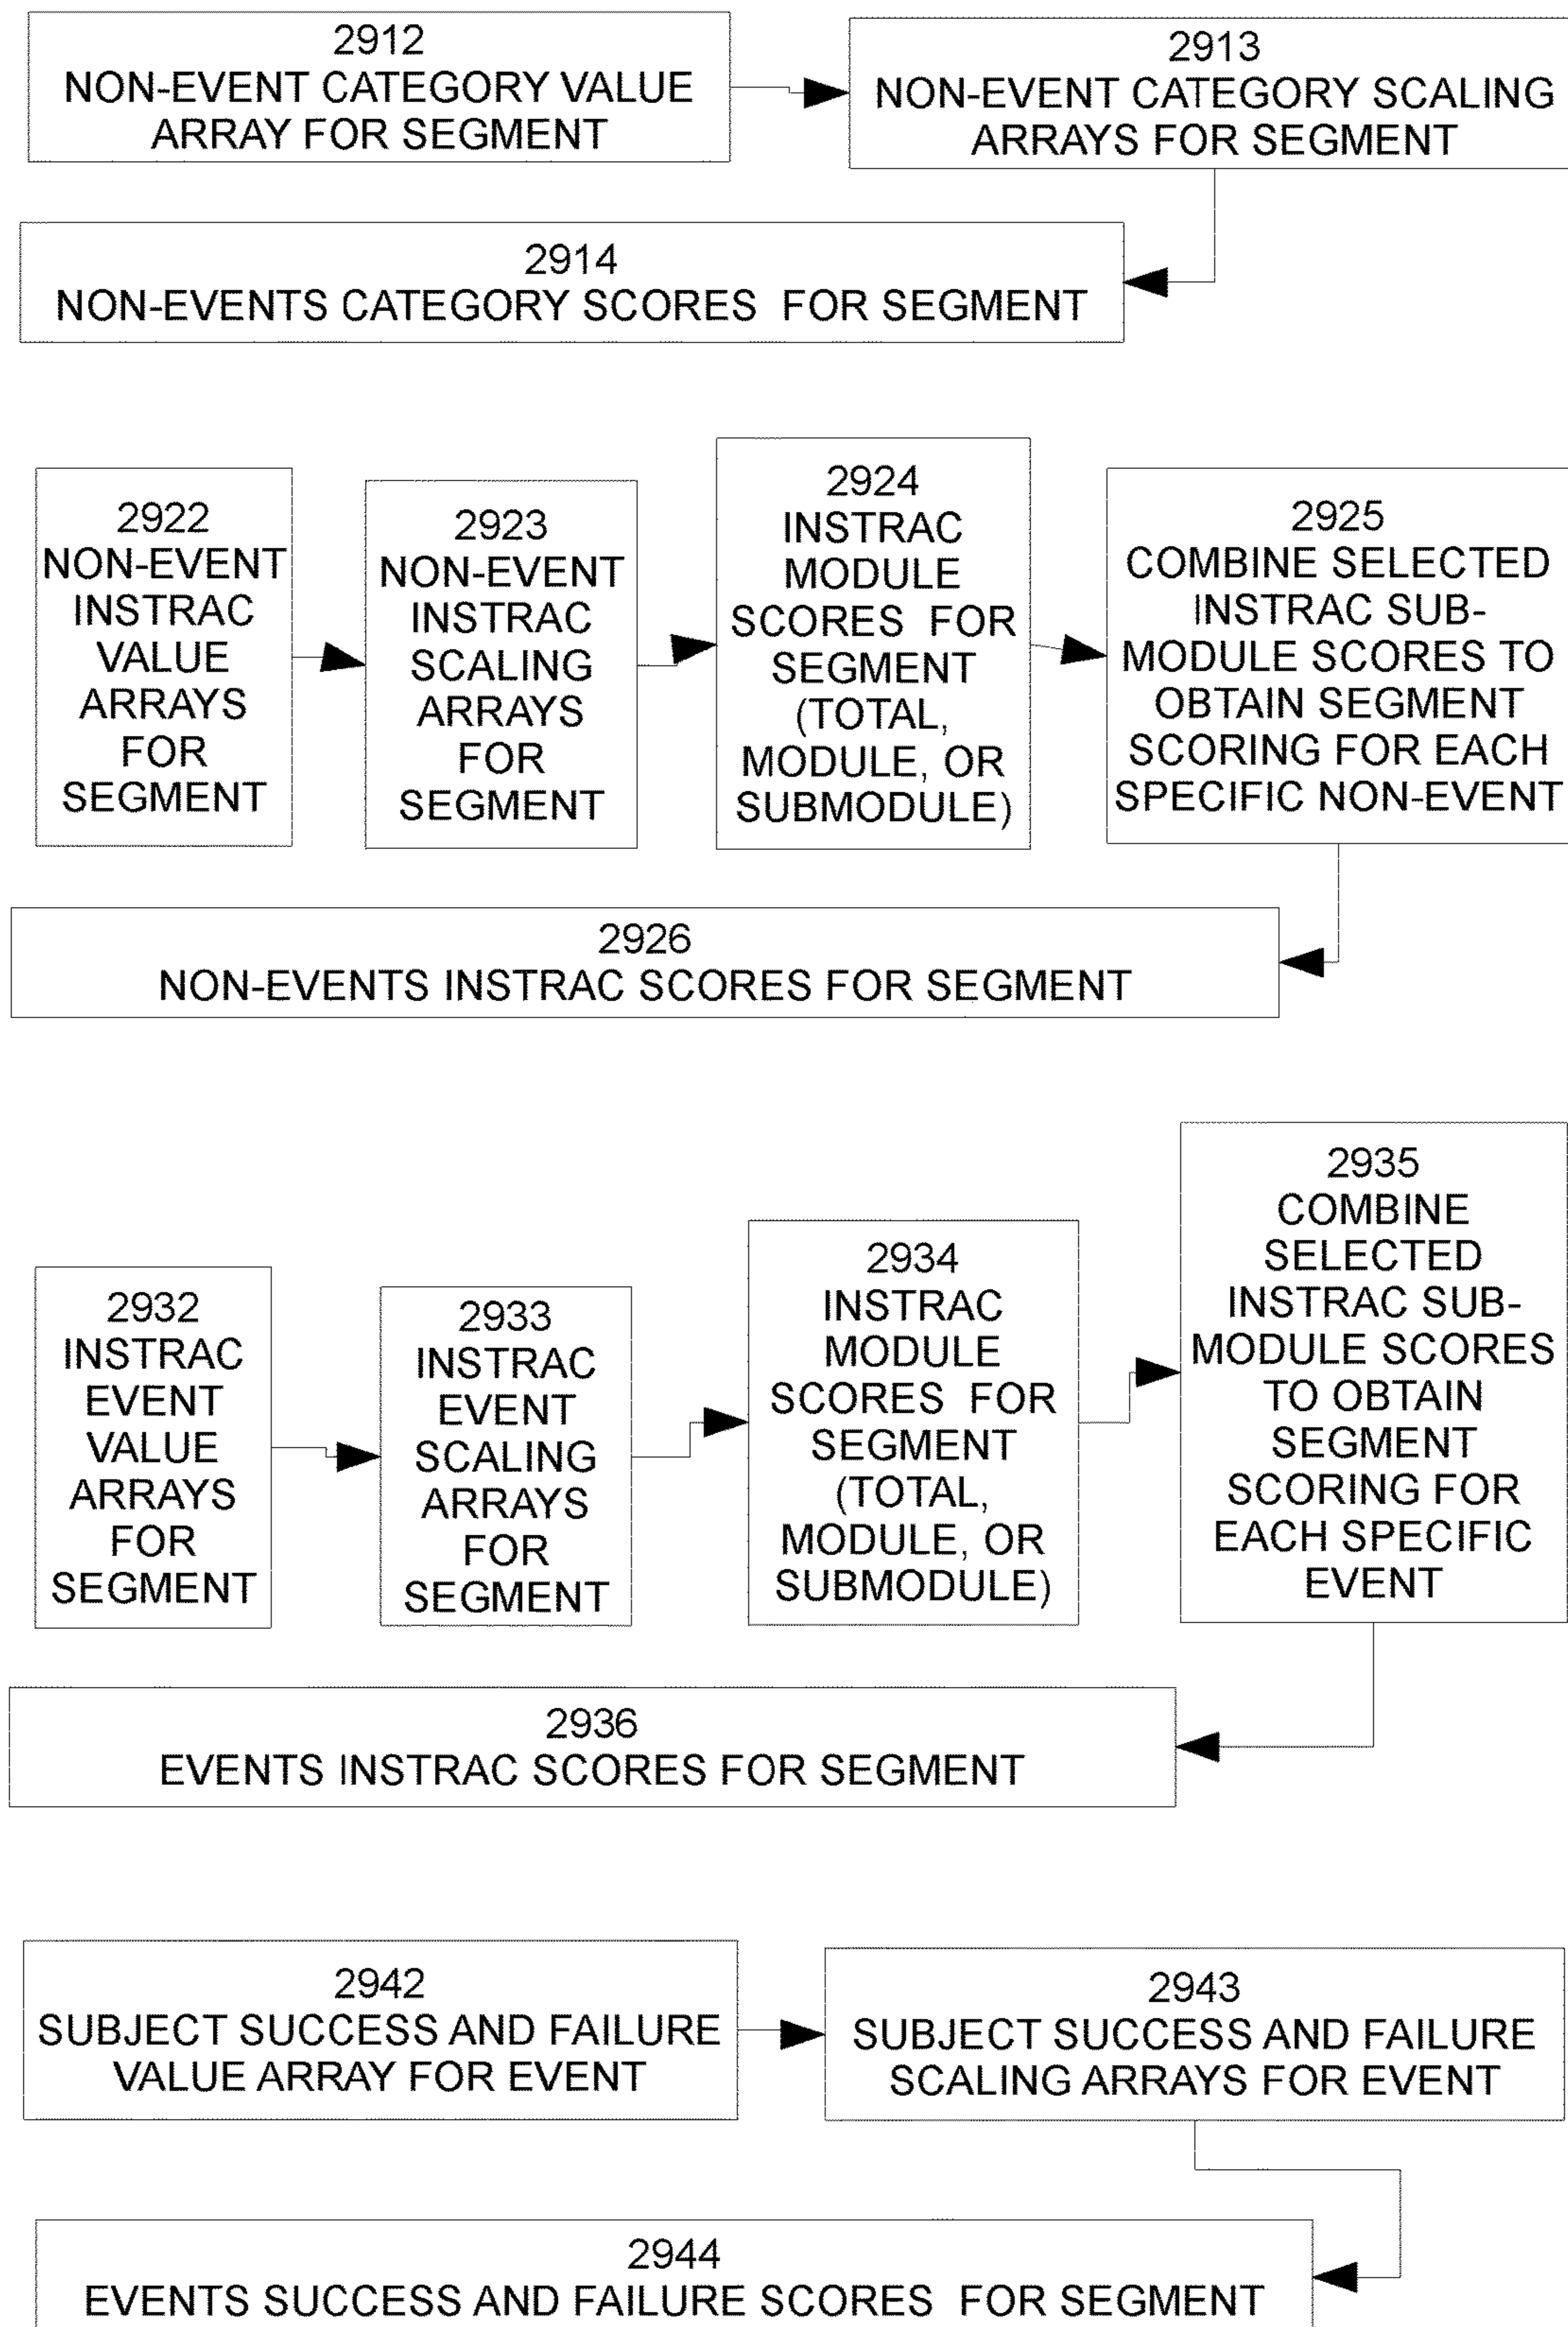 2912
NON-EVENT CATEGORY VALUE
ARRAY FOR SEGMENT
2913
NON-EVENT CATEGORY SCALING
ARRAYS FOR SEGMENT
2914
NON-EVENTS CATEGORY SCORES FOR SEGMENT
2922
NON-EVENT
INSTRAC
VALUE
ARRAYS
FOR
SEGMENT
2923
NON-EVENT
INSTRAC
SCALING
ARRAYS
FOR
SEGMENT
2924
INSTRAC
MODULE
SCORES FOR
SEGMENT
(TOTAL,
MODULE, OR
SUBMODULE)
2925
COMBINE SELECTED
INSTRAC SUB-
MODULE SCORES TO
OBTAIN SEGMENT
SCORING FOR EACH
SPECIFIC NON-EVENT
2926
NON-EVENTS INSTRAC SCORES FOR SEGMENT
2932
INSTRAC
EVENT
VALUE
ARRAYS
FOR
SEGMENT
2933
INSTRAC
EVENT
SCALING
ARRAYS
FOR
SEGMENT
2934
INSTRAC
MODULE
SCORES FOR
SEGMENT
(TOTAL,
MODULE, OR
SUBMODULE)
2935
COMBINE
SELECTED
INSTRAC SUB-
MODULE SCORES
TO OBTAIN
SEGMENT
SCORING FOR
EACH SPECIFIC
EVENT
2936
EVENTS INSTRAC SCORES FOR SEGMENT
2942
SUBJECT SUCCESS AND FAILURE
VALUE ARRAY FOR EVENT
2943
SUBJECT SUCCESS AND FAILURE
SCALING ARRAYS FOR EVENT
2944
EVENTS SUCCESS AND FAILURE SCORES FOR SEGMENT